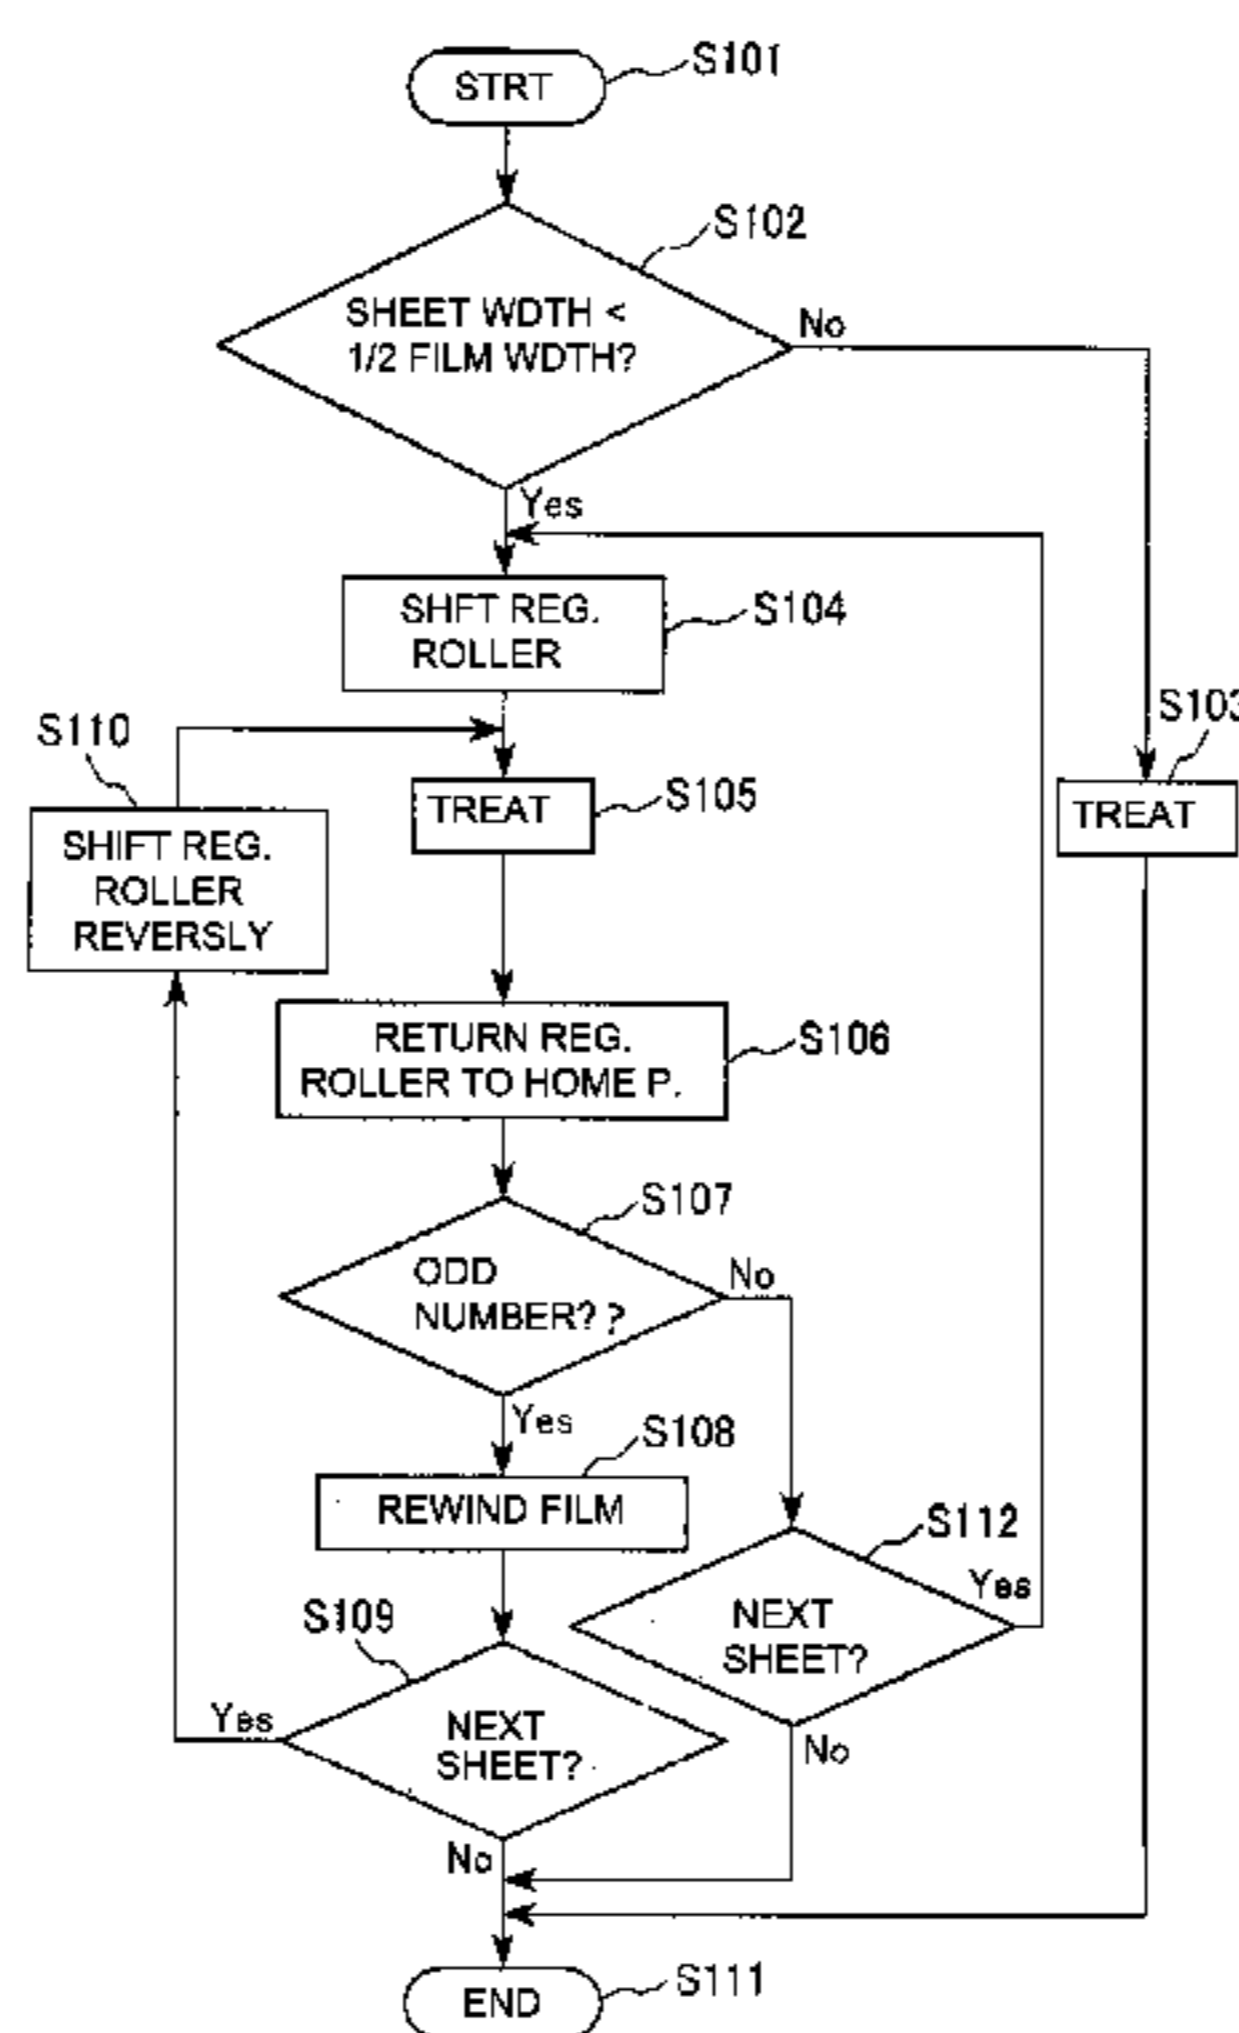 STRT
S101
S102
SHEET WDTH <
1/2 FILM WDTH?
No
Yes
SHFT REG.
ROLLER
S104
S110
S103
TREAT
S105
TREAT
SHIFT REG.
ROLLER
REVERSLY
RETURN REG.
ROLLER TO HOME P.
S106
S107
ODD
NUMBER??
No
Yes
S108
REWIND FILM
S112
Yes
NEXT
SHEET?
S109
Yes
NEXT
SHEET?
No
No
END
S111